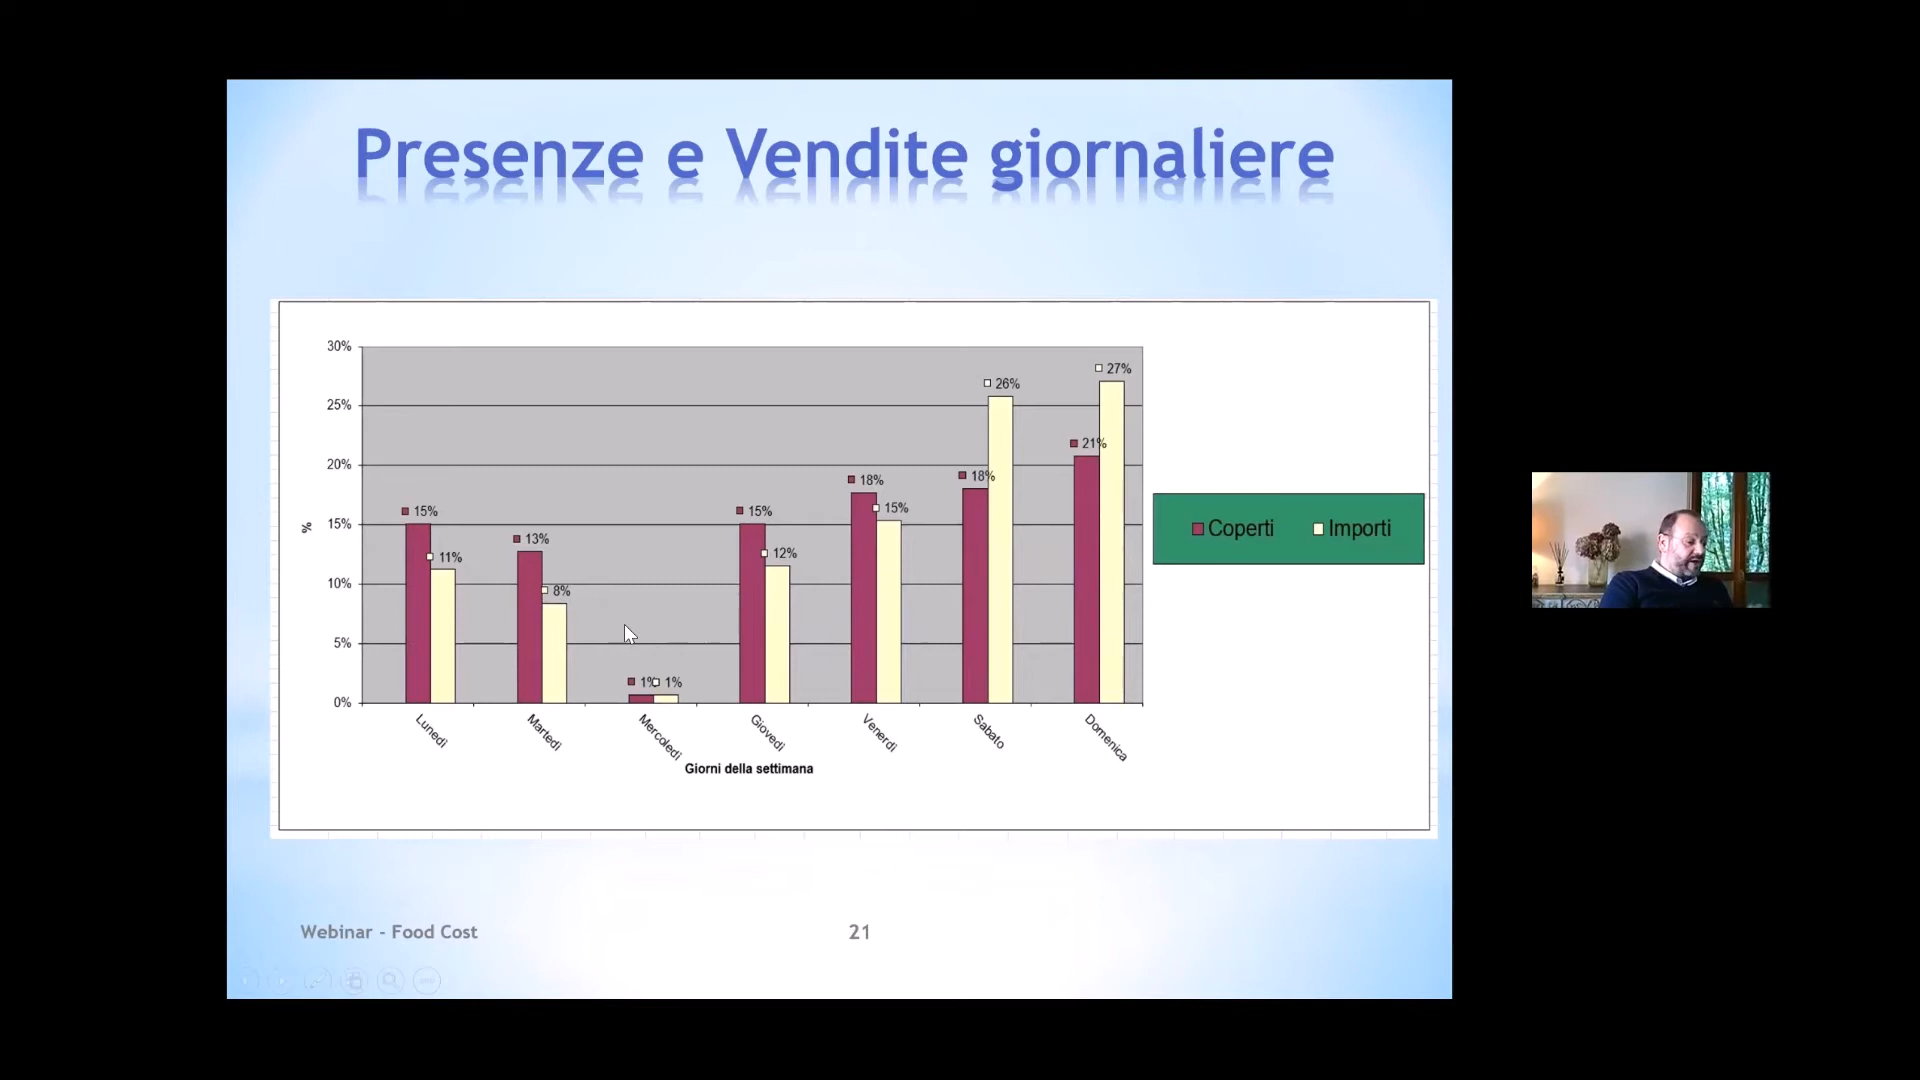 Presenze e Vendite giornaliere
30%
25%
20%
15%
10%
5%
0%
%
15%
11%
13%
8%
1%
1%
15%
12%
18%
15%
18%
26%
21%
27%
Lunedì
Martedì
Mercoledì
Giovedì
Venerdì
Sabato
Domenica
Giorni della settimana
Coperti
Importi
Webinar - Food Cost
21